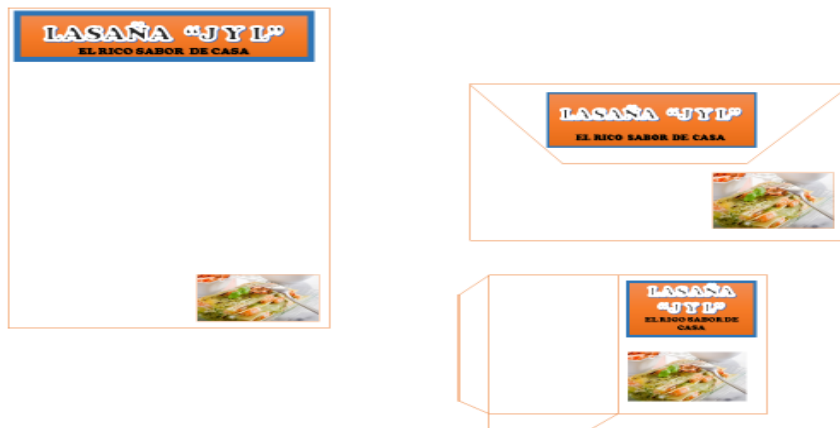 LASAÑA “J Y L”
EL RICO SABOR DE CASA
LASAÑA “J Y L”
EL RICO SABOR DE CASA
LASAÑA
“J Y L”
EL RICO SABOR DE
CASA